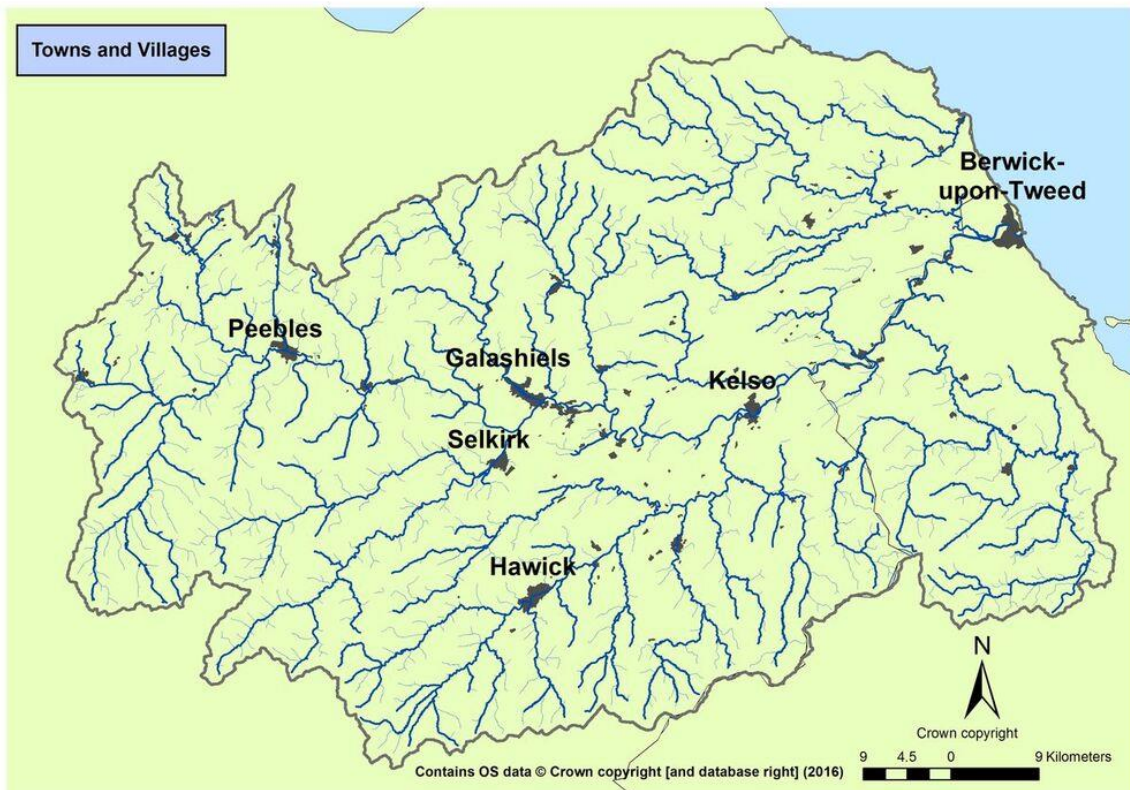 Towns and Villages
Berwick-
upon-Tweed
Peebles
Galashiels
Kelso
Selkirk
Hawick
N
Crown copyright
9 4.5 0 9 Kilometers
Contains OS data © Crown copyright [and database right] (2016)